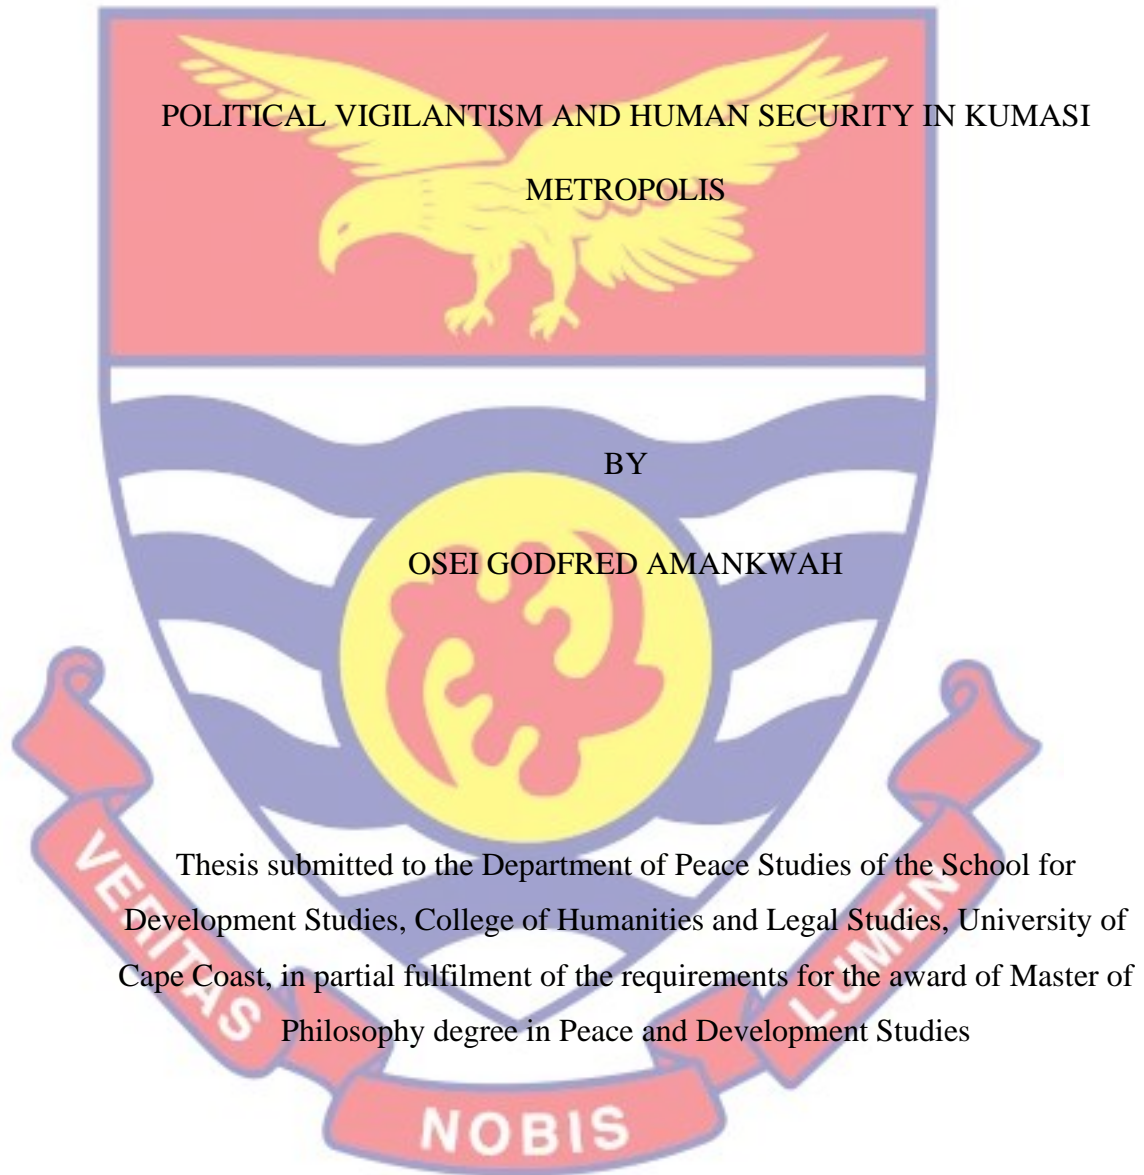 POLITICAL VIGILANTISM AND HUMAN SECURITY IN KUMASI
METROPOLIS
BY
OSEI GODFRED AMANKWAH
Thesis submitted to the Department of Peace Studies of the School for
Development Studies, College of Humanities and Legal Studies, University of
Cape Coast, in partial fulfilment of the requirements for the award of Master of
Philosophy degree in Peace and Development Studies
VERITAS
NOBIS
LUMEN